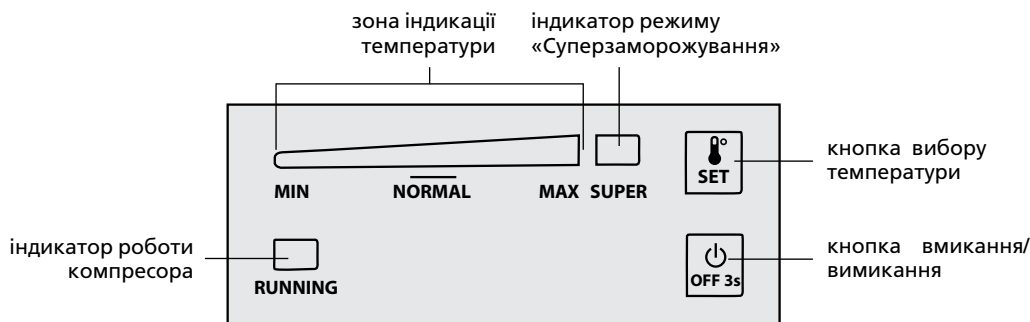 зона індикації
температури
індикатор режиму
«Суперзаморожування»
MIN
NORMAL
MAX
SUPER
SET
кнопка вибору
температури
індикатор роботи
компресора
RUNNING
OFF 3s
кнопка вмикання/
вимикання